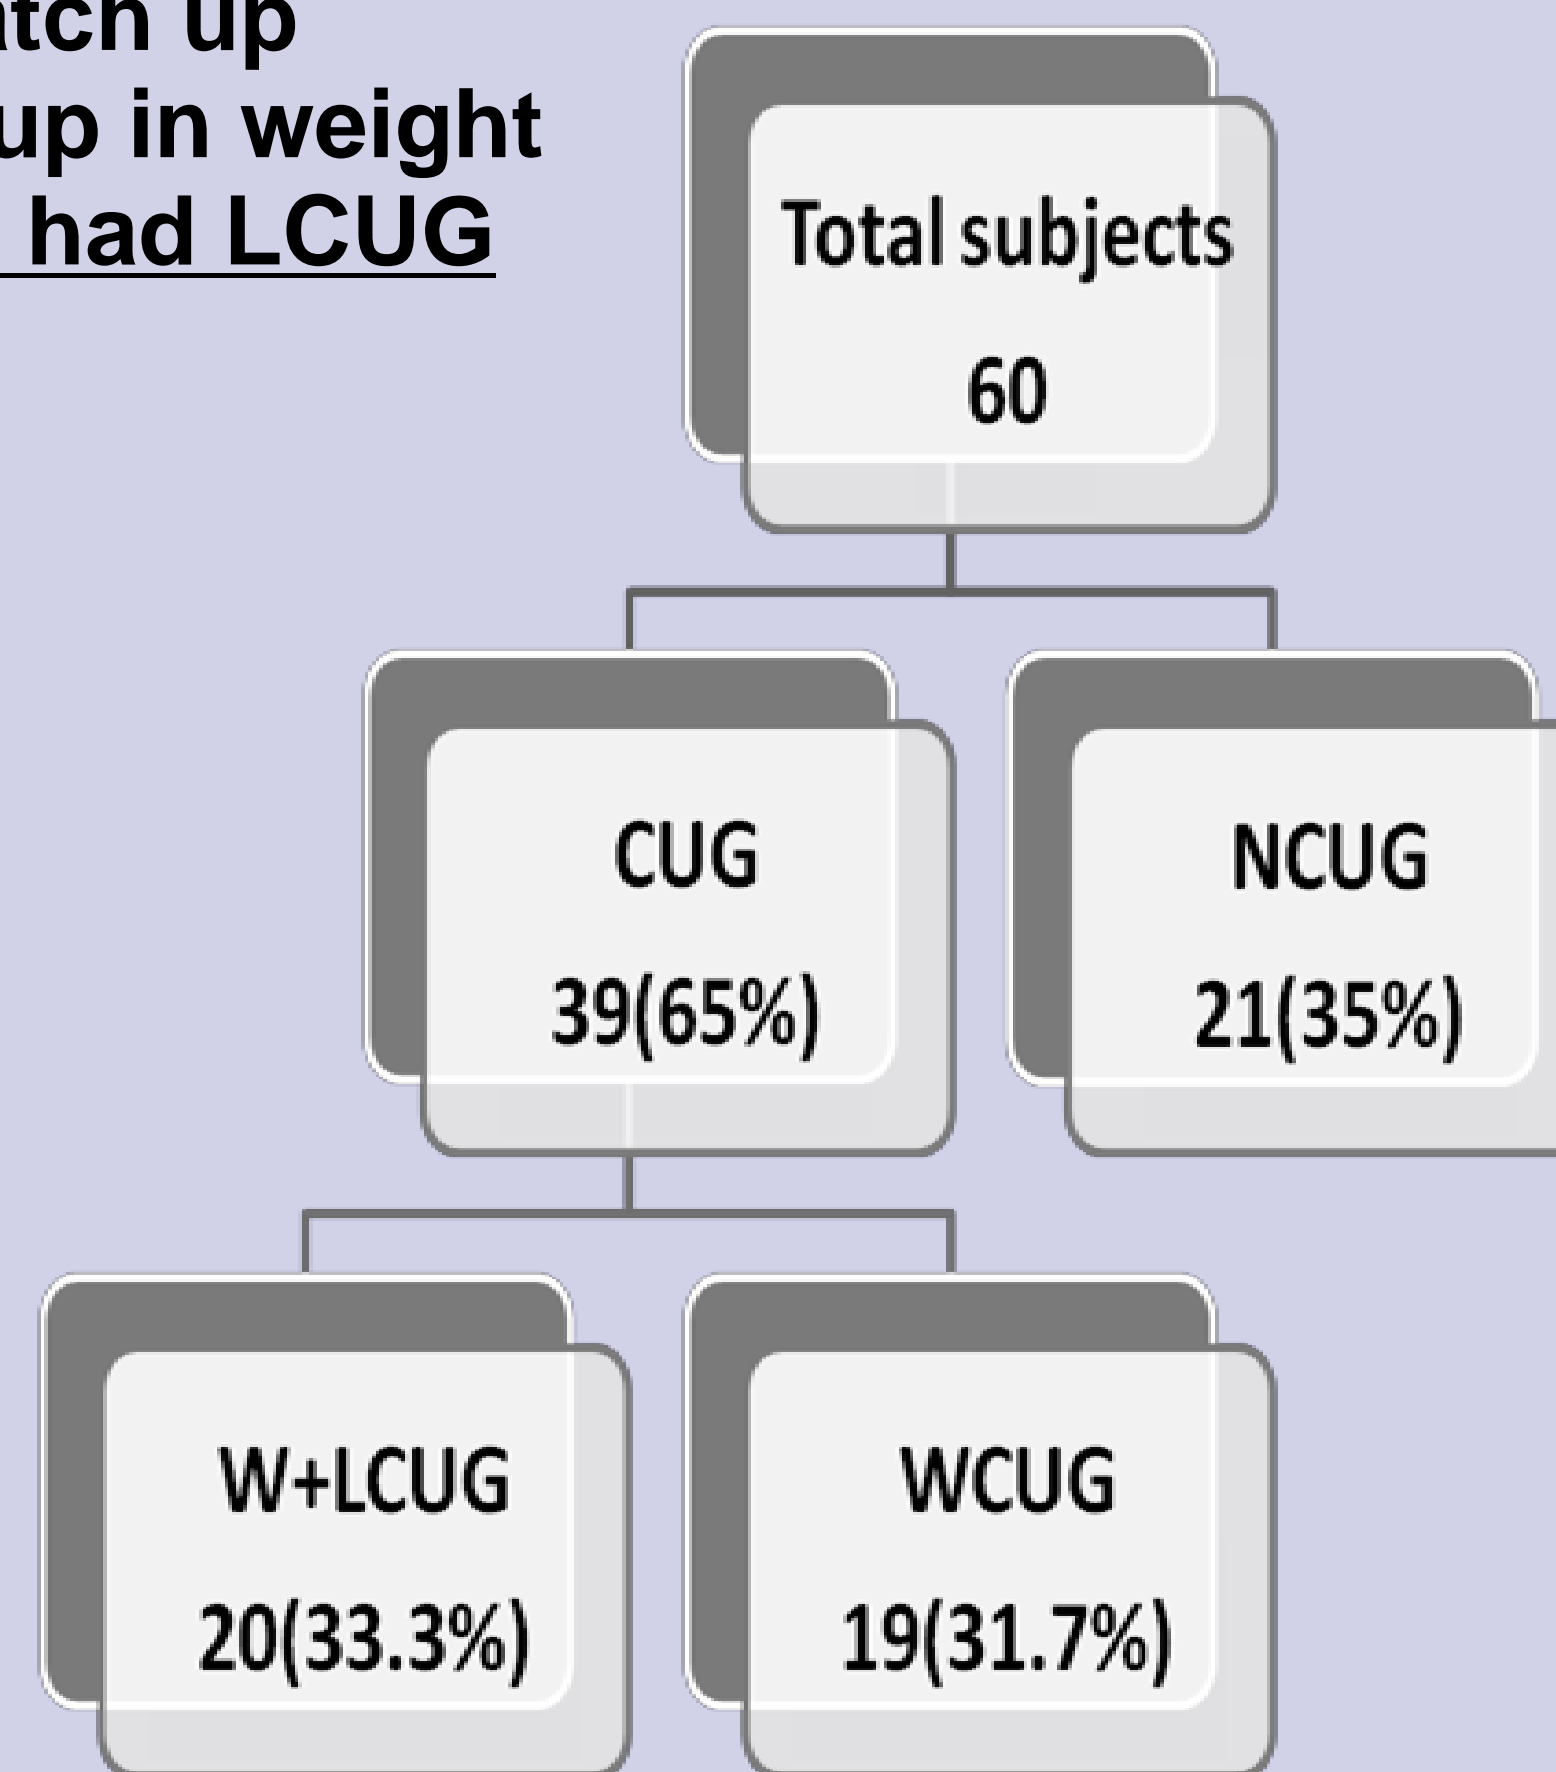 up
up in weight
had LCUG
Total subjects
60
CUG
39(65%)
NCUG
21(35%)
W+LCUG
20(33.3%)
WCUG
19(31.7%)